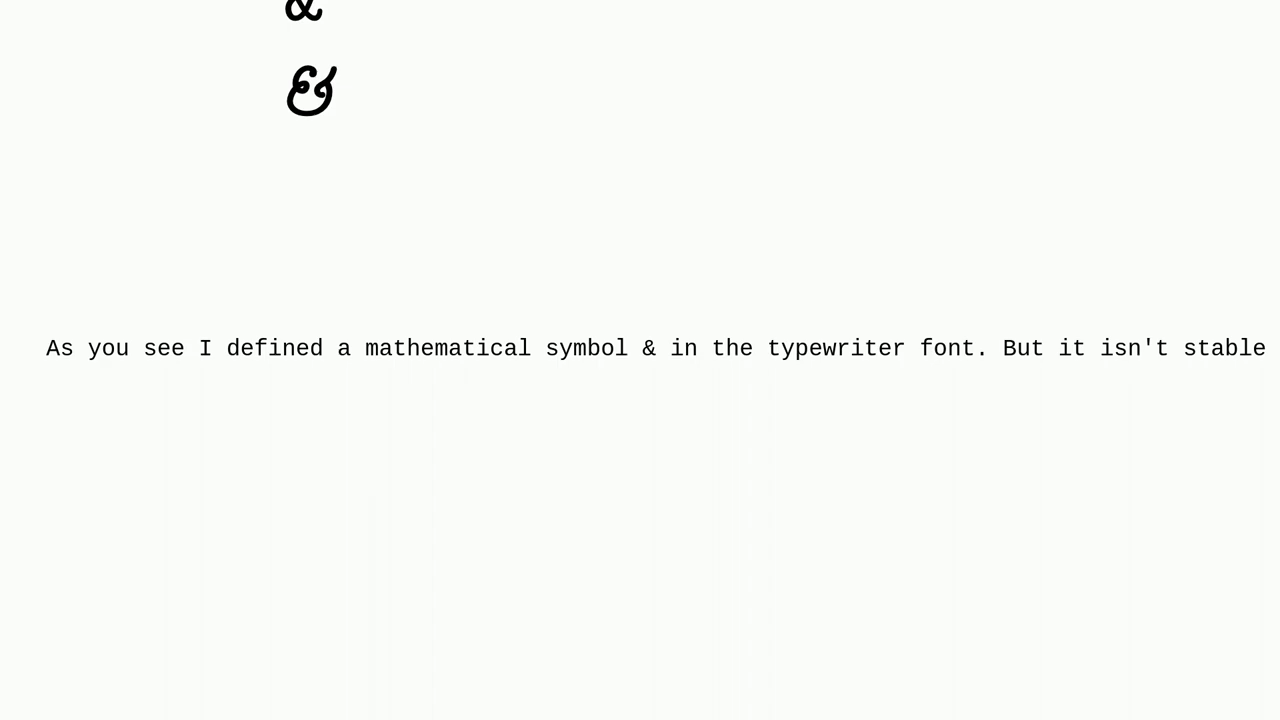 &
&
As you see I defined a mathematical symbol & in the typewriter font. But it isn't stable